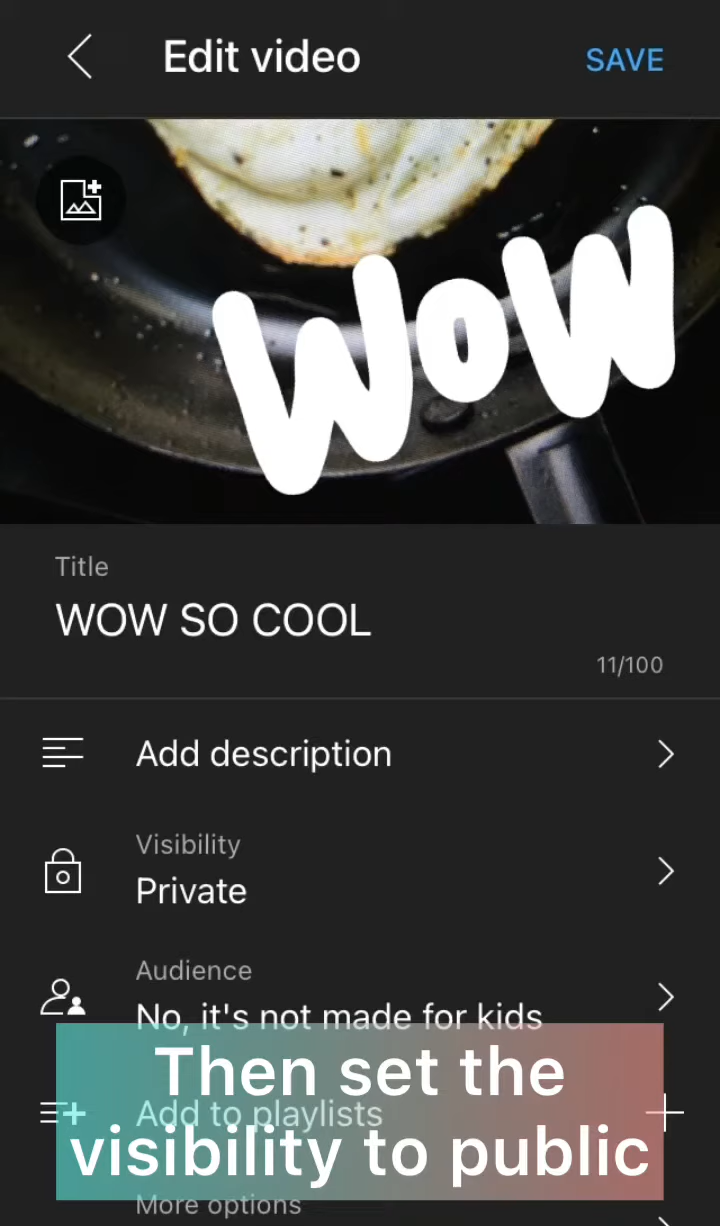 Edit video
SAVE
WOW
Title
WOW SO COOL
11/100
Add description
Visibility
Private
Audience
No, it's not made for kids
Then set the
Add to playlists
visibility to public
More options